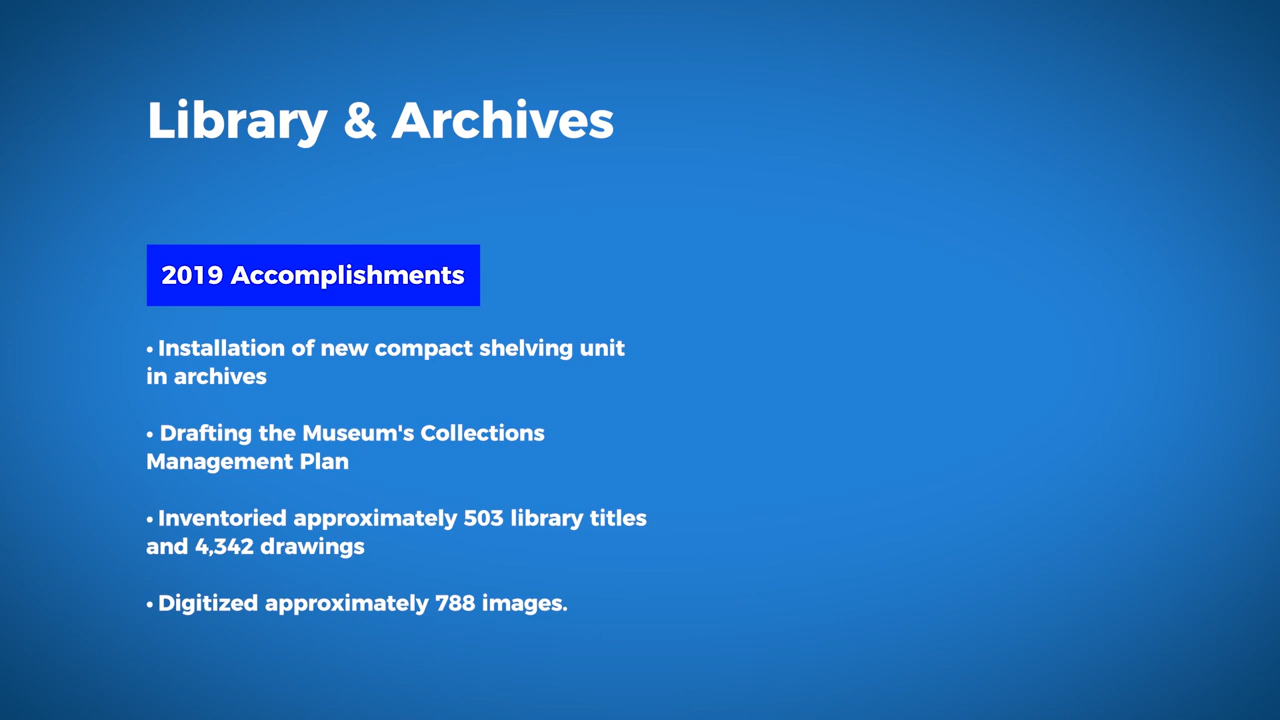 Library & Archives
2019 Accomplishments
• Installation of new compact shelving unit
in archives
• Drafting the Museum's Collections
Management Plan
• Inventoried approximately 503 library titles
and 4,342 drawings
• Digitized approximately 788 images.